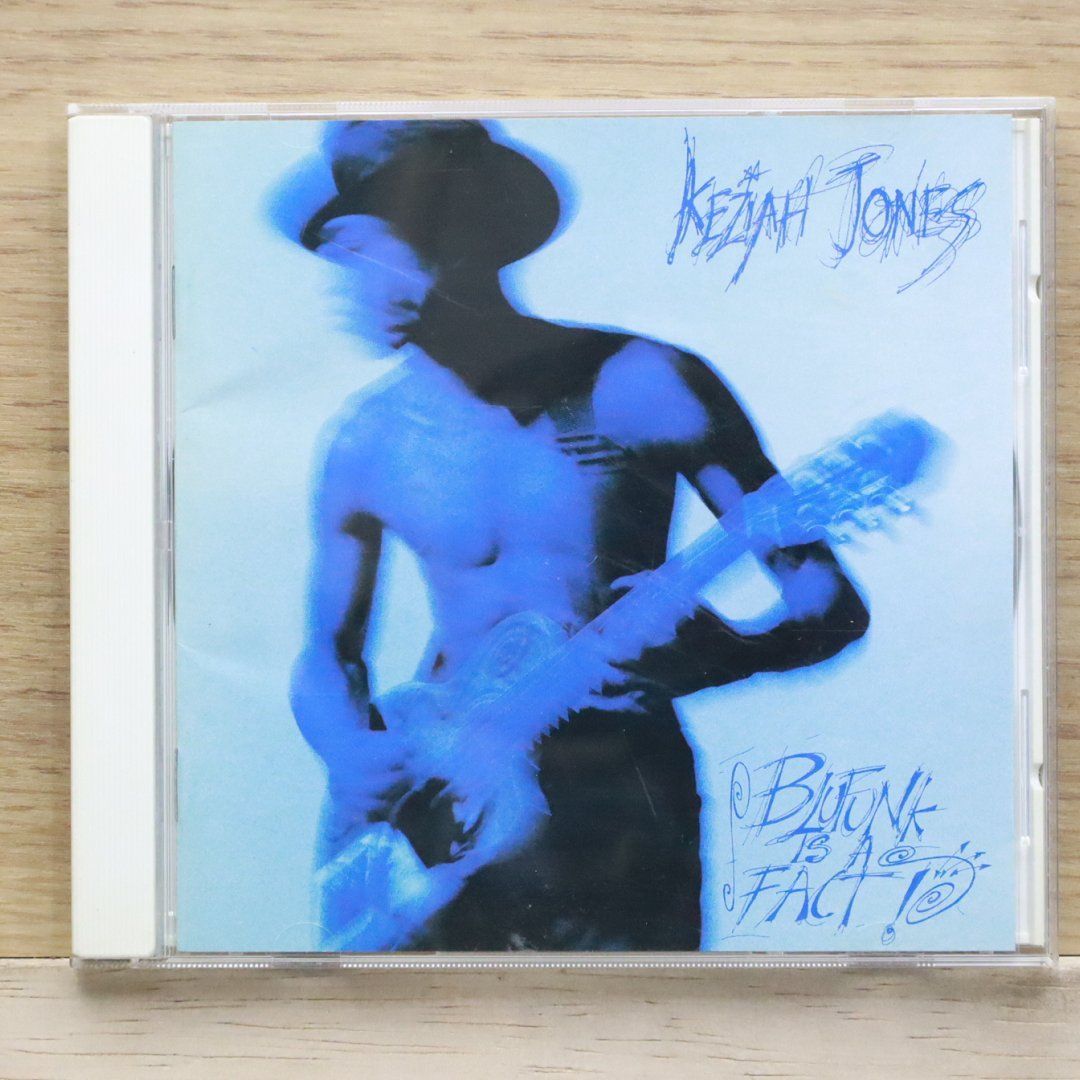 KEZIAH JONES
BLUFUNK
IS A
FACT!